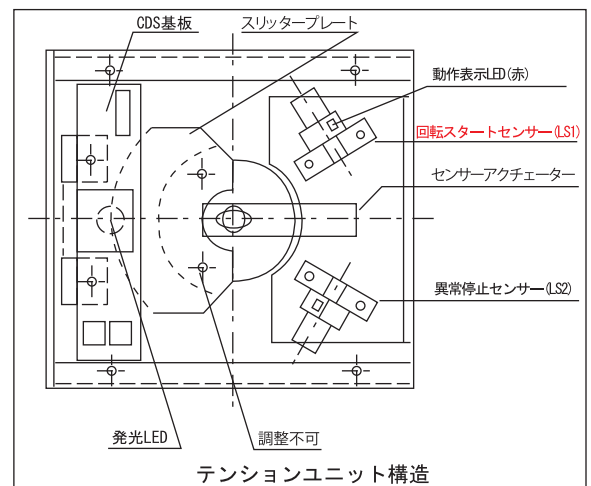 CDS基板
スリッタープレート
動作表示LED(赤)
回転スタートセンサー(LS1)
センサーアクチェーター
異常停止センサー(LS2)
発光LED
調整不可
テンションユニット構造